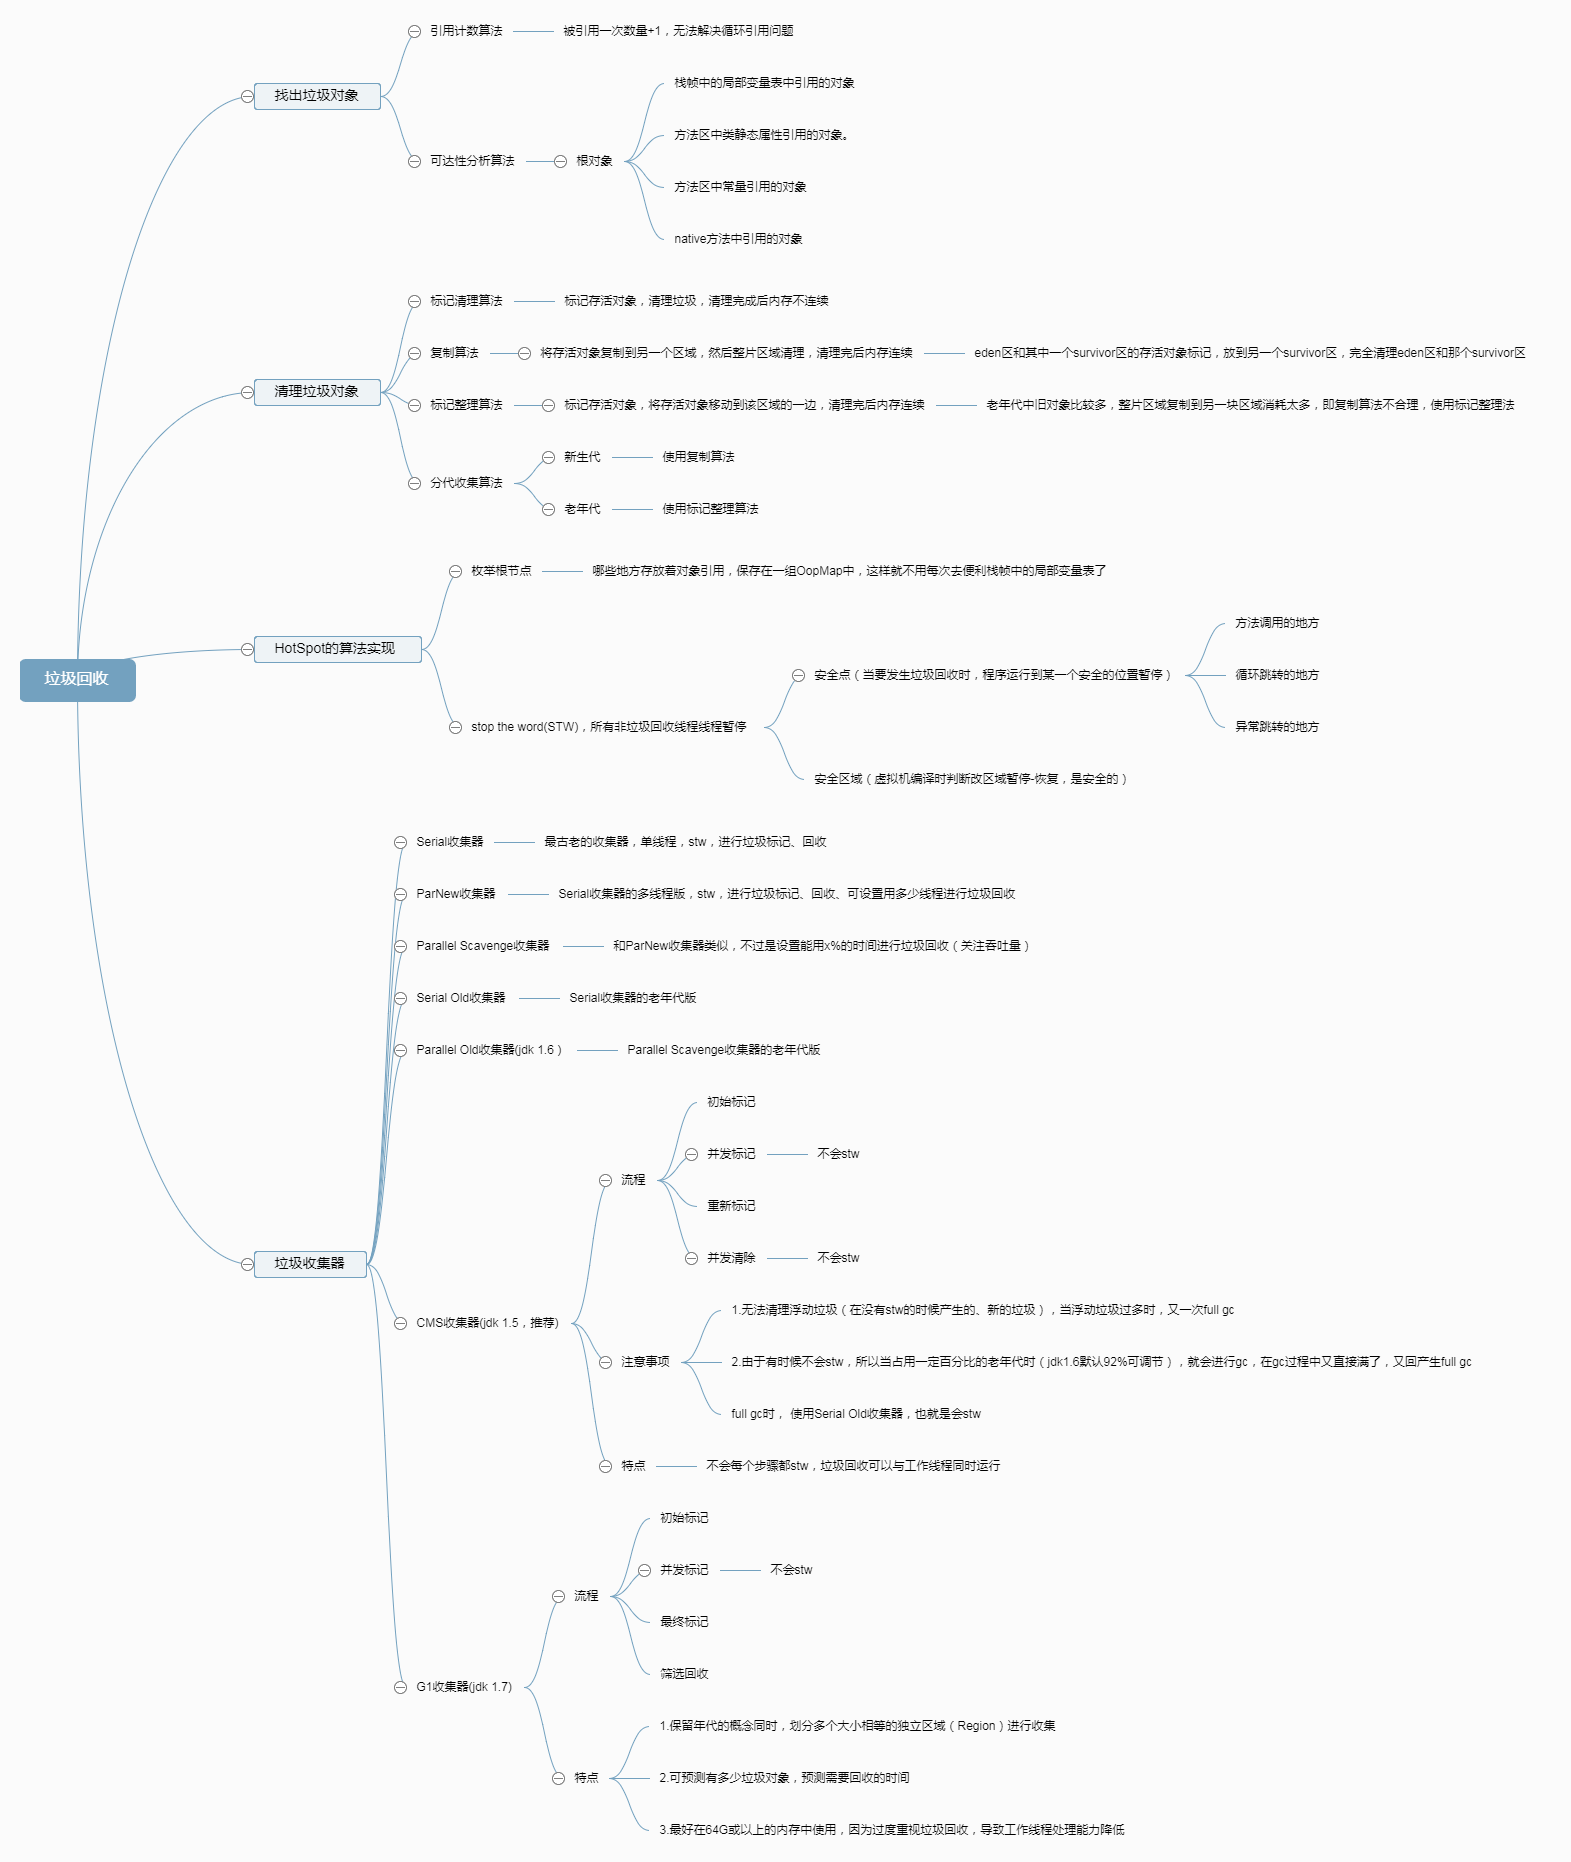 垃圾回收
找出垃圾对象
引用计数算法
被引用一次数量+1，无法解决循环引用问题
可达性分析算法
根对象
栈帧中的局部变量表中引用的对象
方法区中类静态属性引用的对象。
方法区中常量引用的对象
native方法中引用的对象
清理垃圾对象
标记清理算法
标记存活对象，清理垃圾，清理完成后内存不连续
复制算法
将存活对象复制到另一个区域，然后整片区域清理，清理完后内存连续
eden区和其中一个survivor区的存活对象标记，放到另一个survivor区，完全清理eden区和那个survivor区
标记整理算法
标记存活对象，将存活对象移动到该区域的一边，清理完后内存连续
老年代中旧对象比较多，整片区域复制到另一块区域消耗太多，即复制算法不合理，使用标记整理法
分代收集算法
新生代
使用复制算法
老年代
使用标记整理算法
HotSpot的算法实现
枚举根节点
哪些地方存放着对象引用，保存在一组OopMap中，这样就不用每次去便利栈帧中的局部变量表了
stop the word(STW)，所有非垃圾回收线程线程暂停
安全点（当要发生垃圾回收时，程序运行到某一个安全的位置暂停）
方法调用的地方
循环跳转的地方
异常跳转的地方
安全区域（虚拟机编译时判断改区域暂停-恢复，是安全的）
垃圾收集器
Serial收集器
最古老的收集器，单线程，stw，进行垃圾标记、回收
ParNew收集器
Serial收集器的多线程版，stw，进行垃圾标记、回收、可设置用多少线程进行垃圾回收
Parallel Scavenge收集器
和ParNew收集器类似，不过是设置能用x%的时间进行垃圾回收（关注吞吐量）
Serial Old收集器
Serial收集器的老年代版
Parallel Old收集器(jdk 1.6）
Parallel Scavenge收集器的老年代版
CMS收集器(jdk 1.5，推荐)
流程
初始标记
并发标记
不会stw
重新标记
并发清除
不会stw
注意事项
1.无法清理浮动垃圾（在没有stw的时候产生的、新的垃圾），当浮动垃圾过多时，又一次full gc
2.由于有时候不会stw，所以当占用一定百分比的老年代时（jdk1.6默认92%可调节），就会进行gc，在gc过程中又直接满了，又回产生full gc
full gc时， 使用Serial Old收集器，也就是会stw
特点
不会每个步骤都stw，垃圾回收可以与工作线程同时运行
G1收集器(jdk 1.7)
流程
初始标记
并发标记
不会stw
最终标记
筛选回收
特点
1.保留年代的概念同时，划分多个大小相等的独立区域（Region）进行收集
2.可预测有多少垃圾对象，预测需要回收的时间
3.最好在64G或以上的内存中使用，因为过度重视垃圾回收，导致工作线程处理能力降低